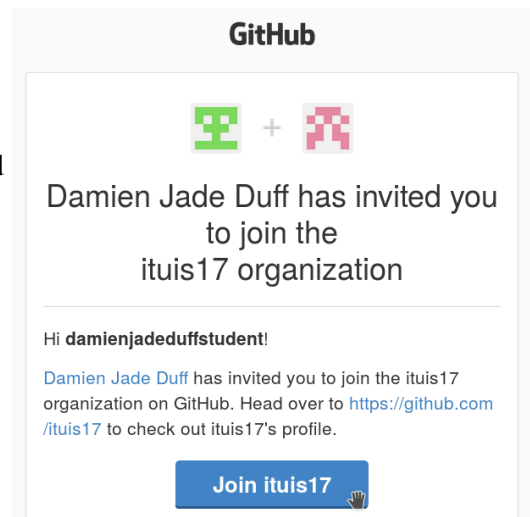 GitHub
+
Damien Jade Duff has invited you
to join the
ituis17 organization
Hi damienjadeduffstudent!
Damien Jade Duff has invited you to join the ituis17
organization on GitHub. Head over to https://github.com
/ituis17 to check out ituis17's profile.
Join ituis17